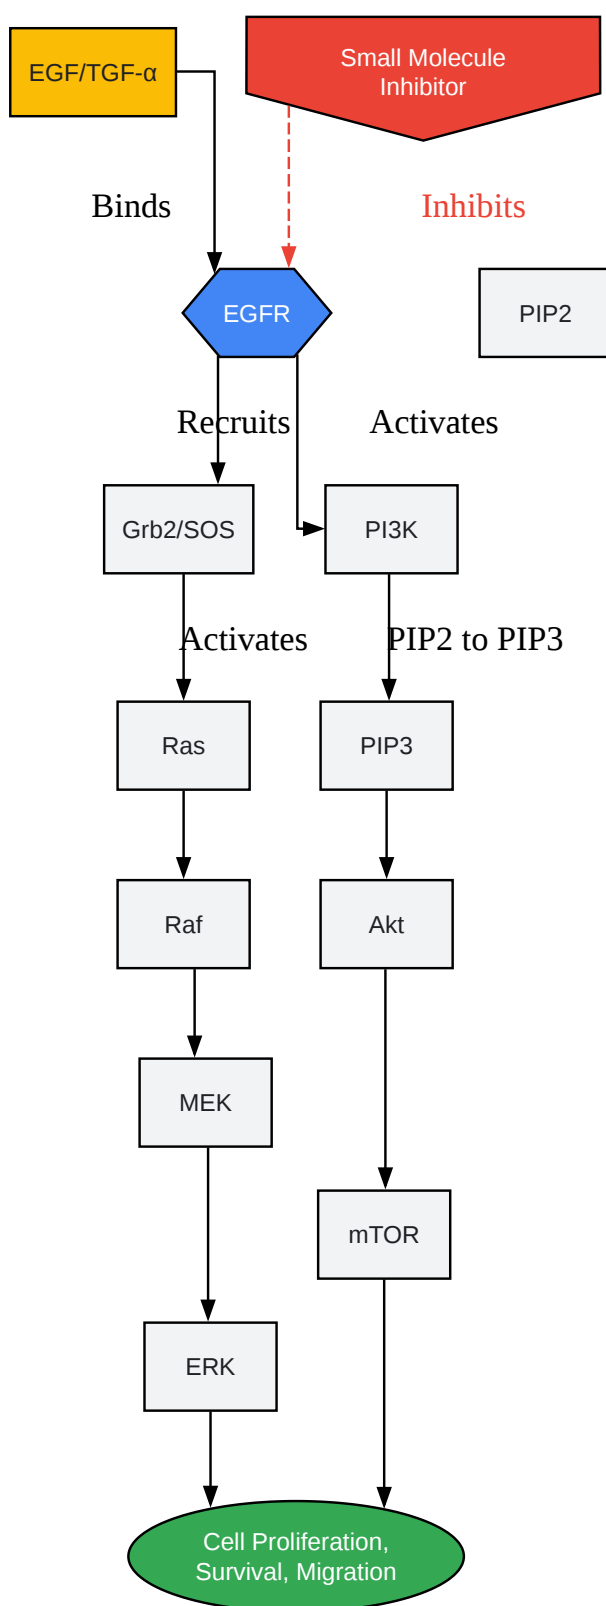 EGF/TGF-α
Small Molecule
Inhibitor
Binds
Inhibits
EGFR
PIP2
Recruits
Activates
Grb2/SOS
PI3K
Activates
PIP2 to PIP3
Ras
PIP3
Raf
Akt
MEK
mTOR
ERK
Cell Proliferation,
Survival, Migration